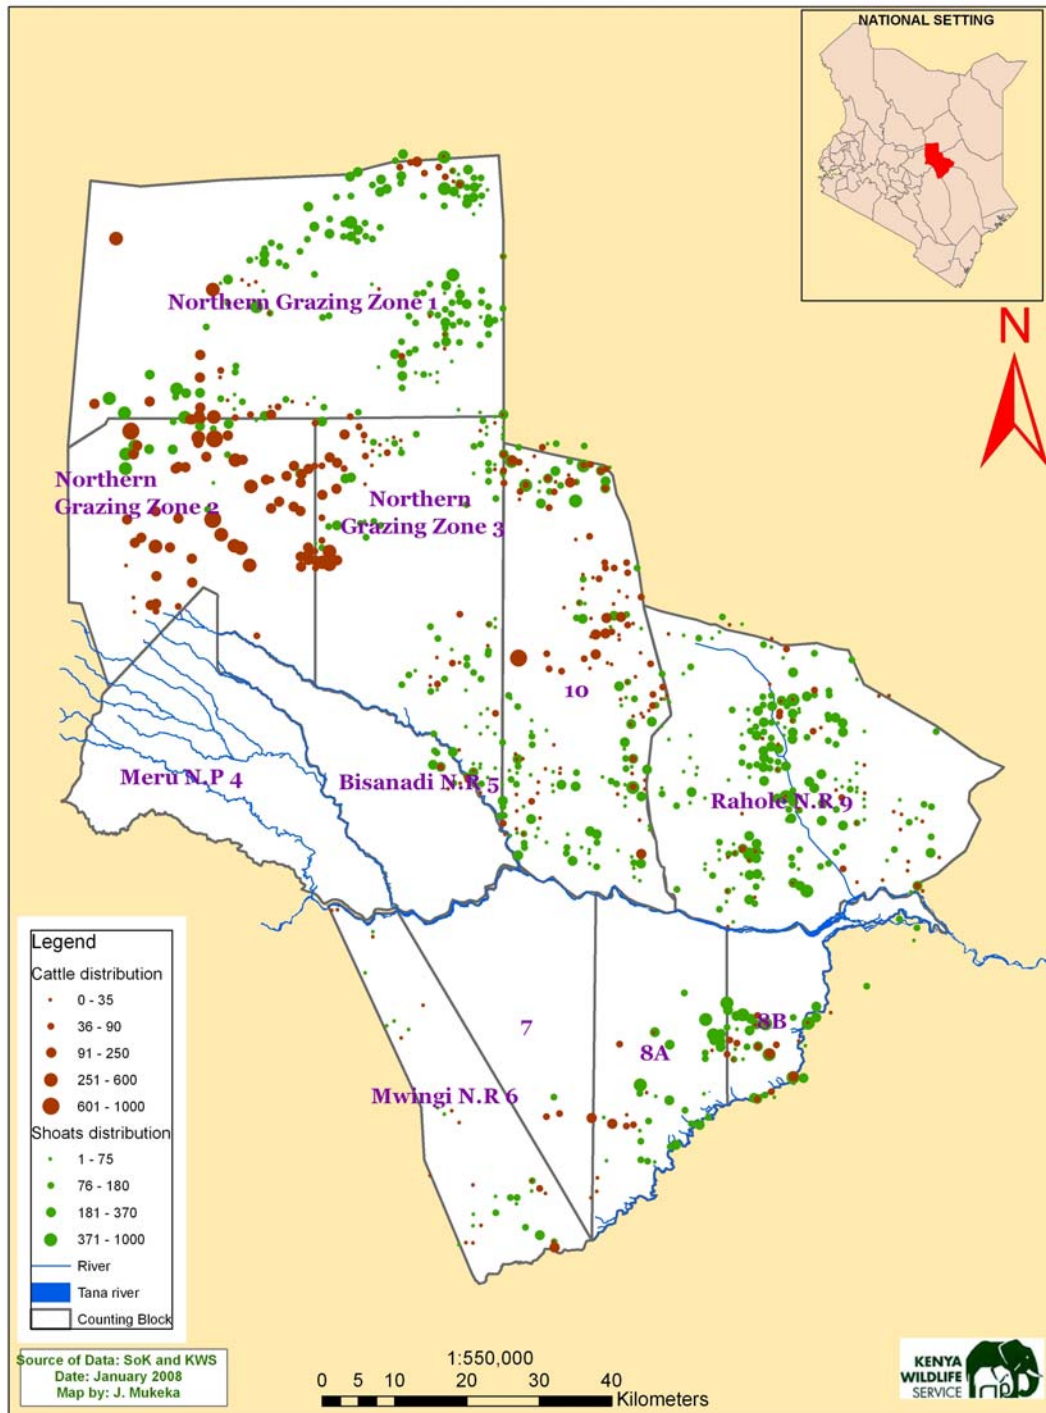 NATIONAL SETTING
N
Northern Grazing Zone 1
Northern
Grazing Zone 2
Northern
Grazing Zone 3
10
Meru N.P 4
Bisanadi N.R 5
Rahole N.R 9
7
8A
8B
Mwingi N.R 6
Legend
Cattle distribution
0 - 35
36 - 90
91 - 250
251 - 600
601 - 1000
Shoats distribution
1 - 75
76 - 180
181 - 370
371 - 1000
River
Tana river
Counting Block
Source of Data: SoK and KWS
Date: January 2008
Map by: J. Mukeka
1:550,000
0 5 10 20 30 40
Kilometers
KENYA
WILDLIFE
SERVICE